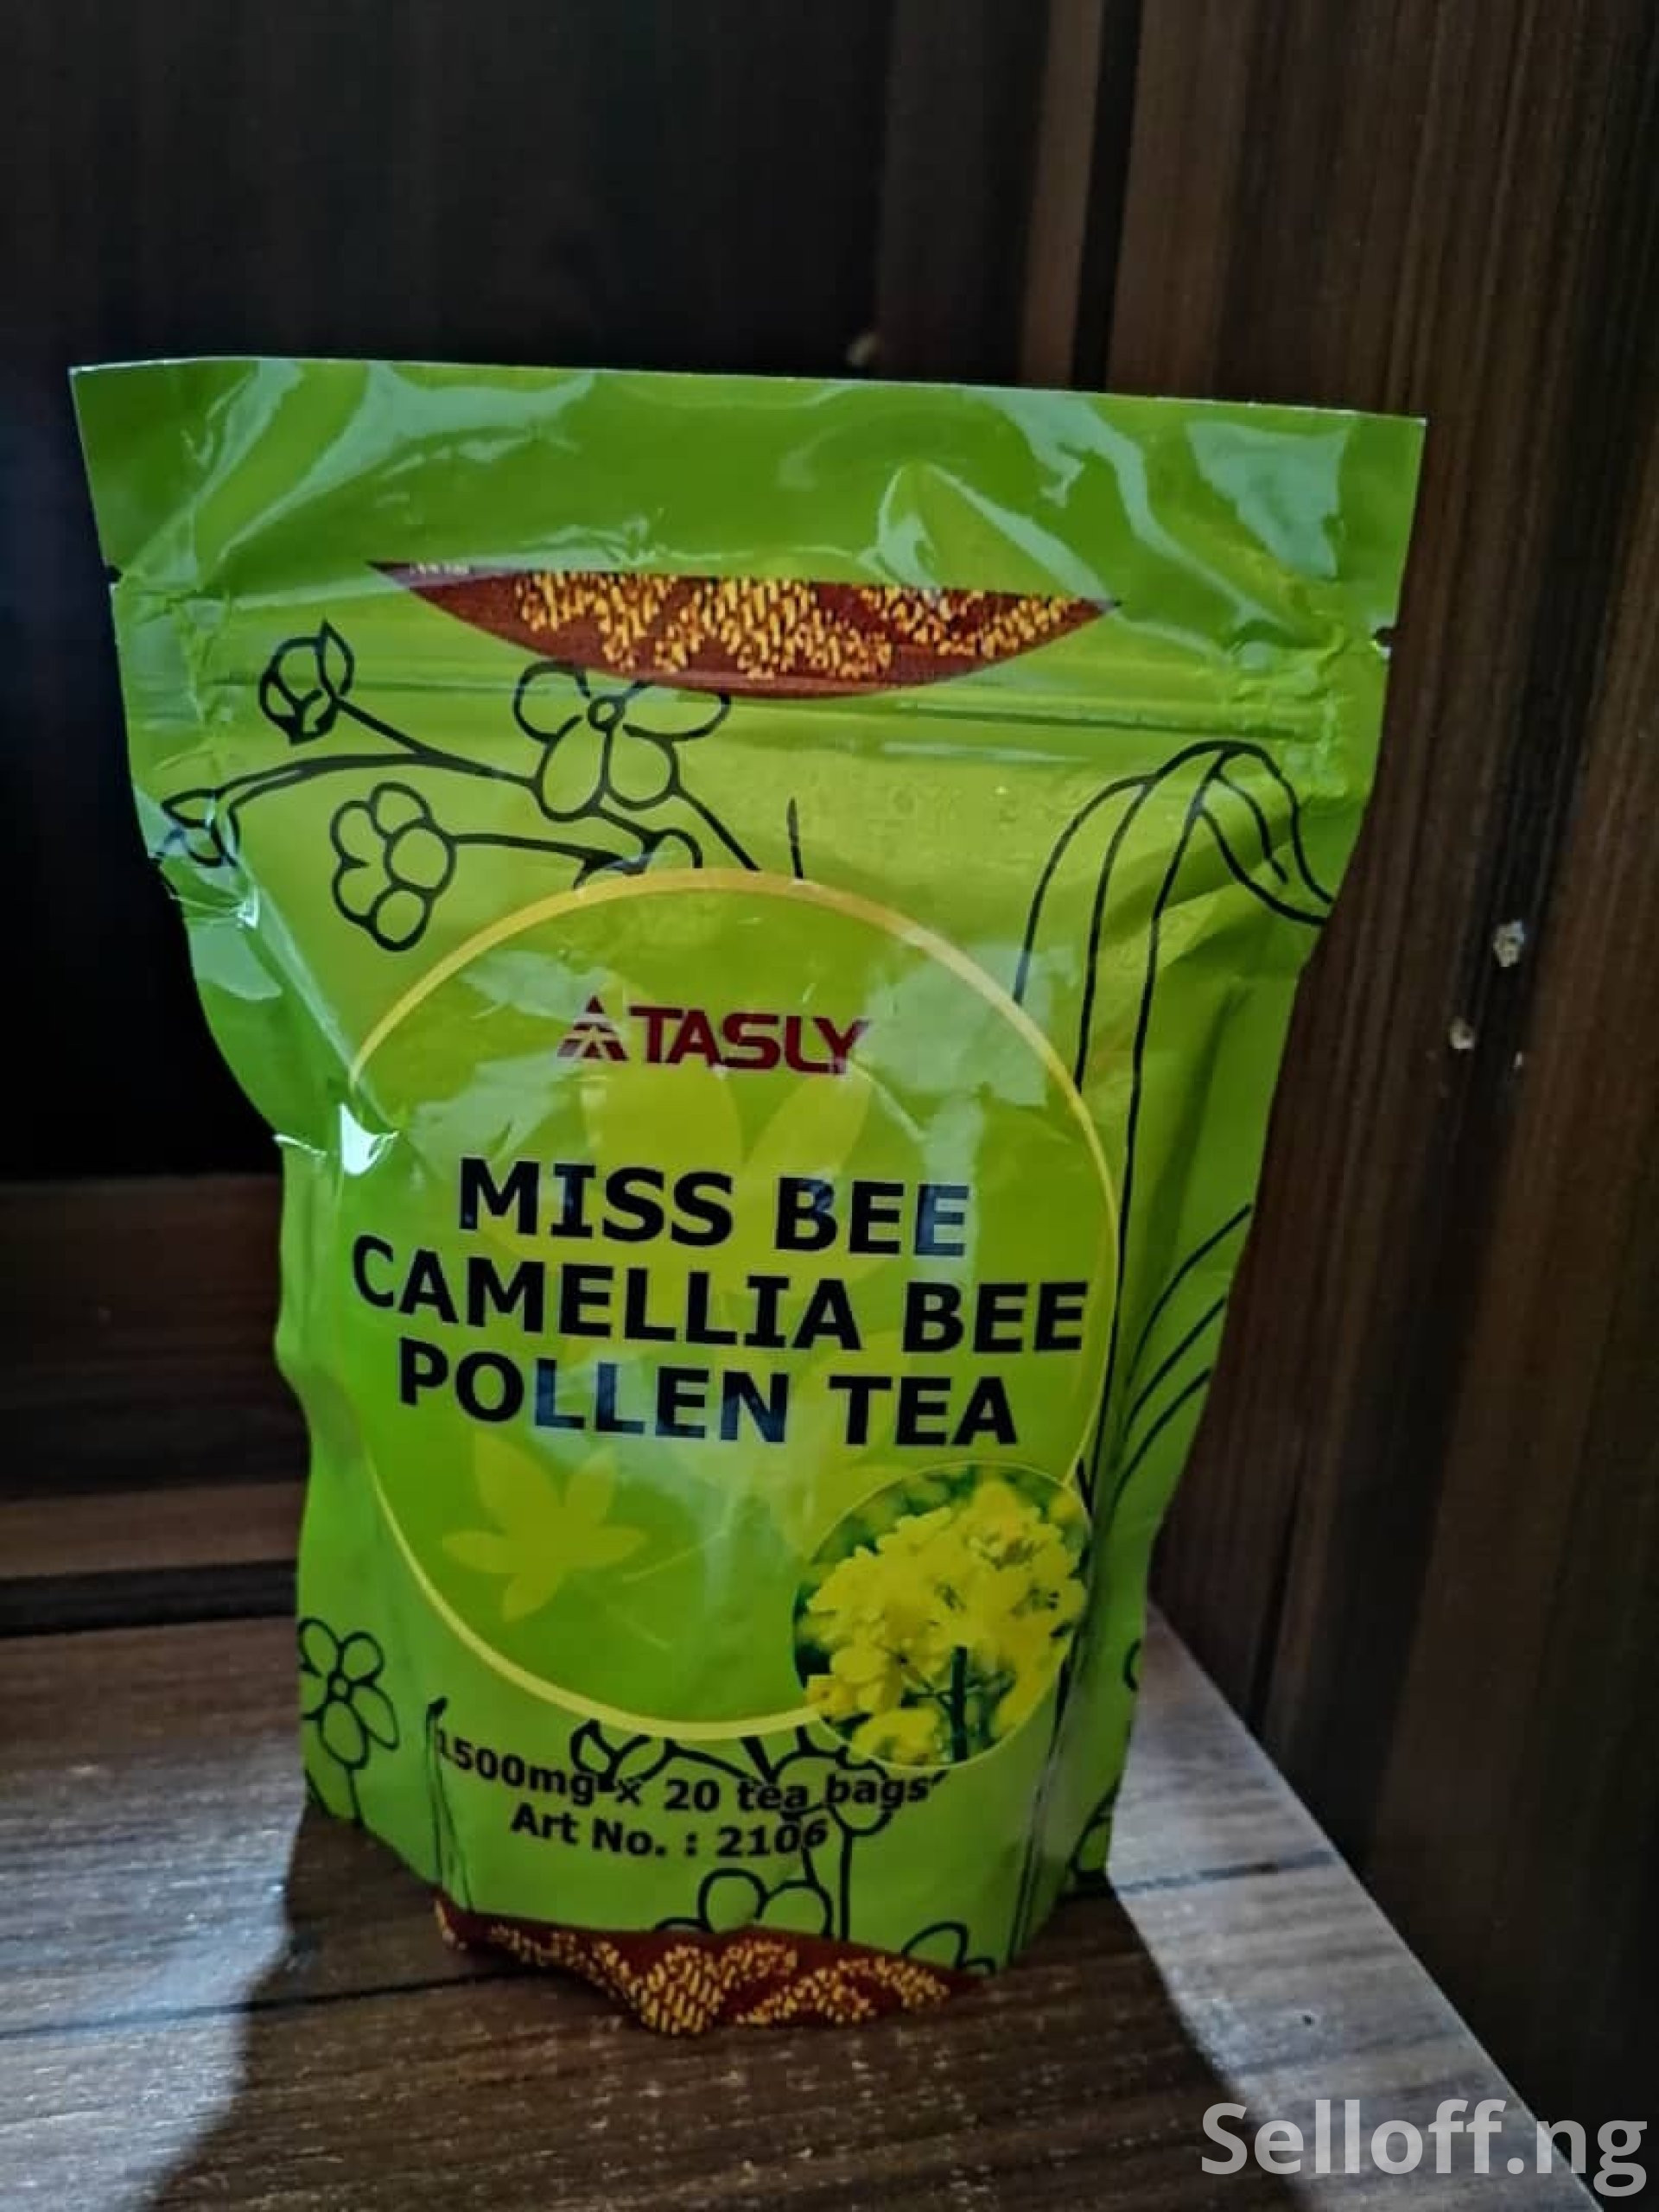 TASLY
MISS BEE
CAMELLIA BEE
POLLEN TEA
1500mg x 20 tea bags
Art No. : 2106
Selloff.ng